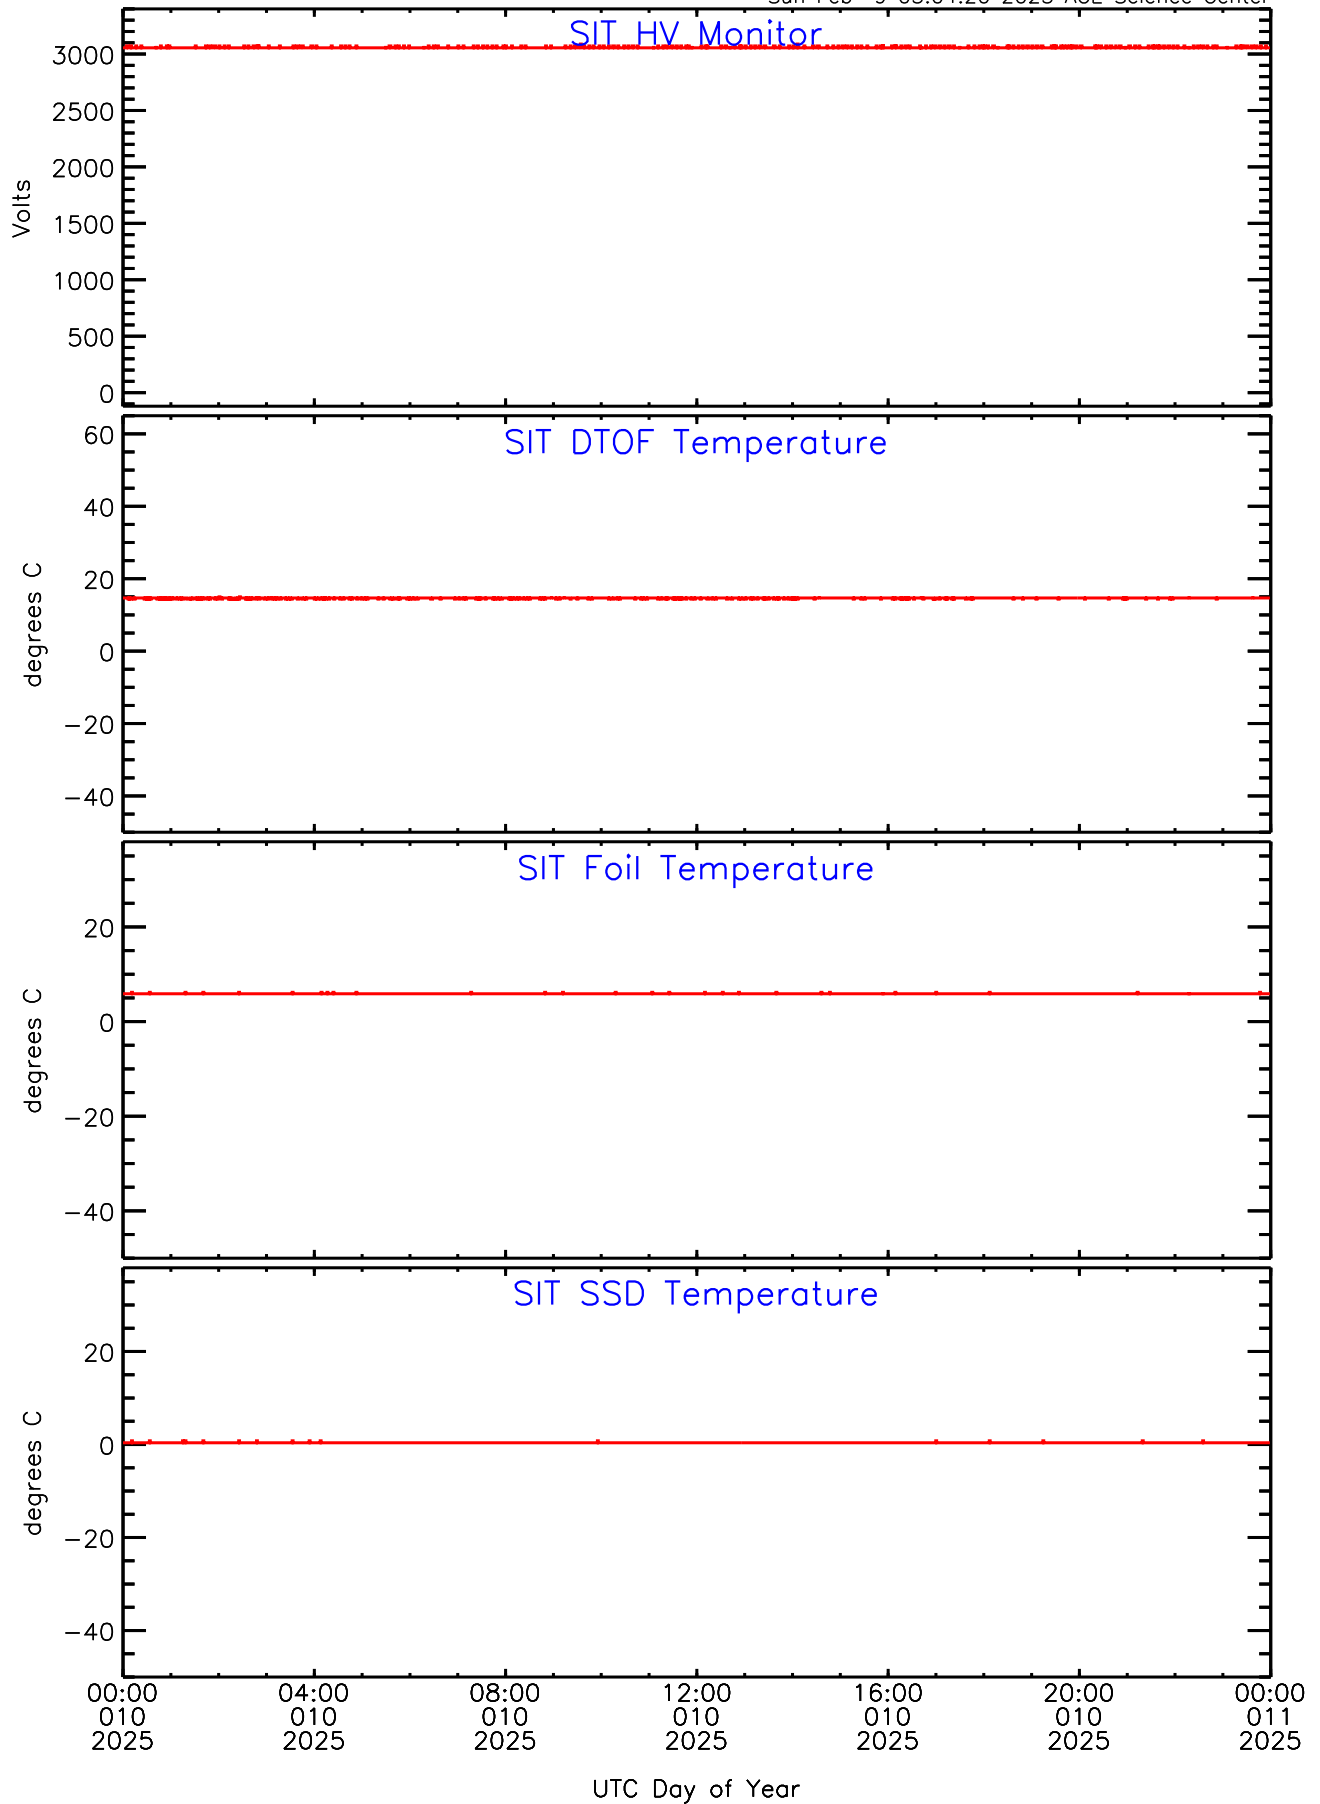 SIT HV Monitor
3000
2500
2000
1500
1000
500
0
Volts
SIT DTOF Temperature
60
40
20
0
−20
−40
degrees C
SIT Foil Temperature
20
0
−20
−40
degrees C
SIT SSD Temperature
20
0
−20
−40
degrees C
00:00 04:00 08:00 12:00 16:00 20:00 00:00
010 010 010 010 010 010 011
2025 2025 2025 2025 2025 2025 2025
UTC Day of Year